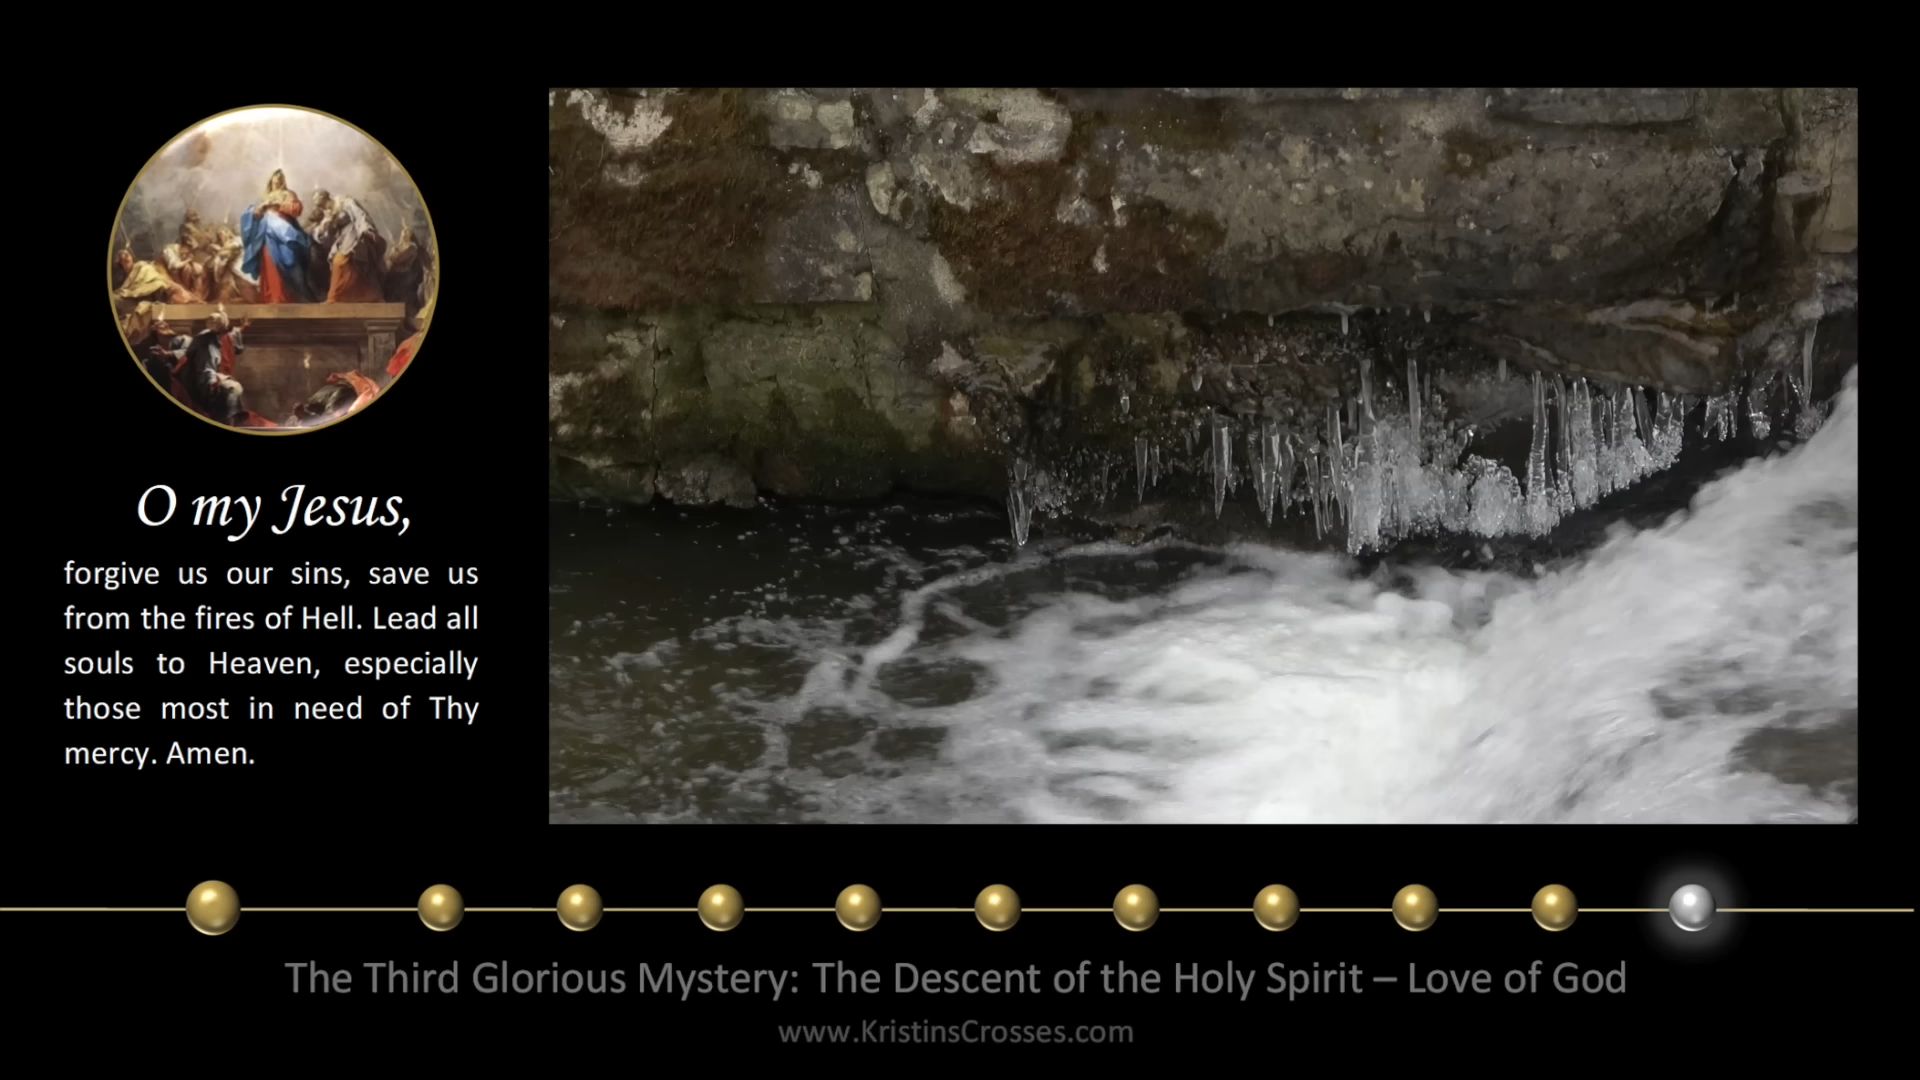 O my Jesus,
forgive us our sins, save us
from the fires of Hell. Lead all
souls to Heaven, especially
those most in need of Thy
mercy. Amen.
The Third Glorious Mystery: The Descent of the Holy Spirit – Love of God
www.KristinsCrosses.com